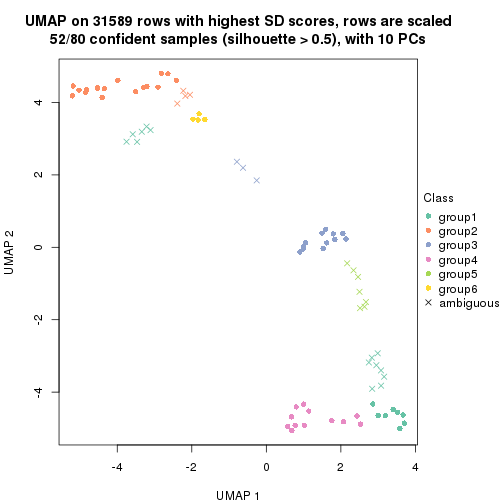 UMAP on 31589 rows with highest SD scores, rows are scaled
52/80 confident samples (silhouette > 0.5), with 10 PCs
4
2
0
-2
-4
UMAP 2
-4
-2
0
2
4
UMAP 1
Class
group1
group2
group3
group4
group5
group6
ambiguous